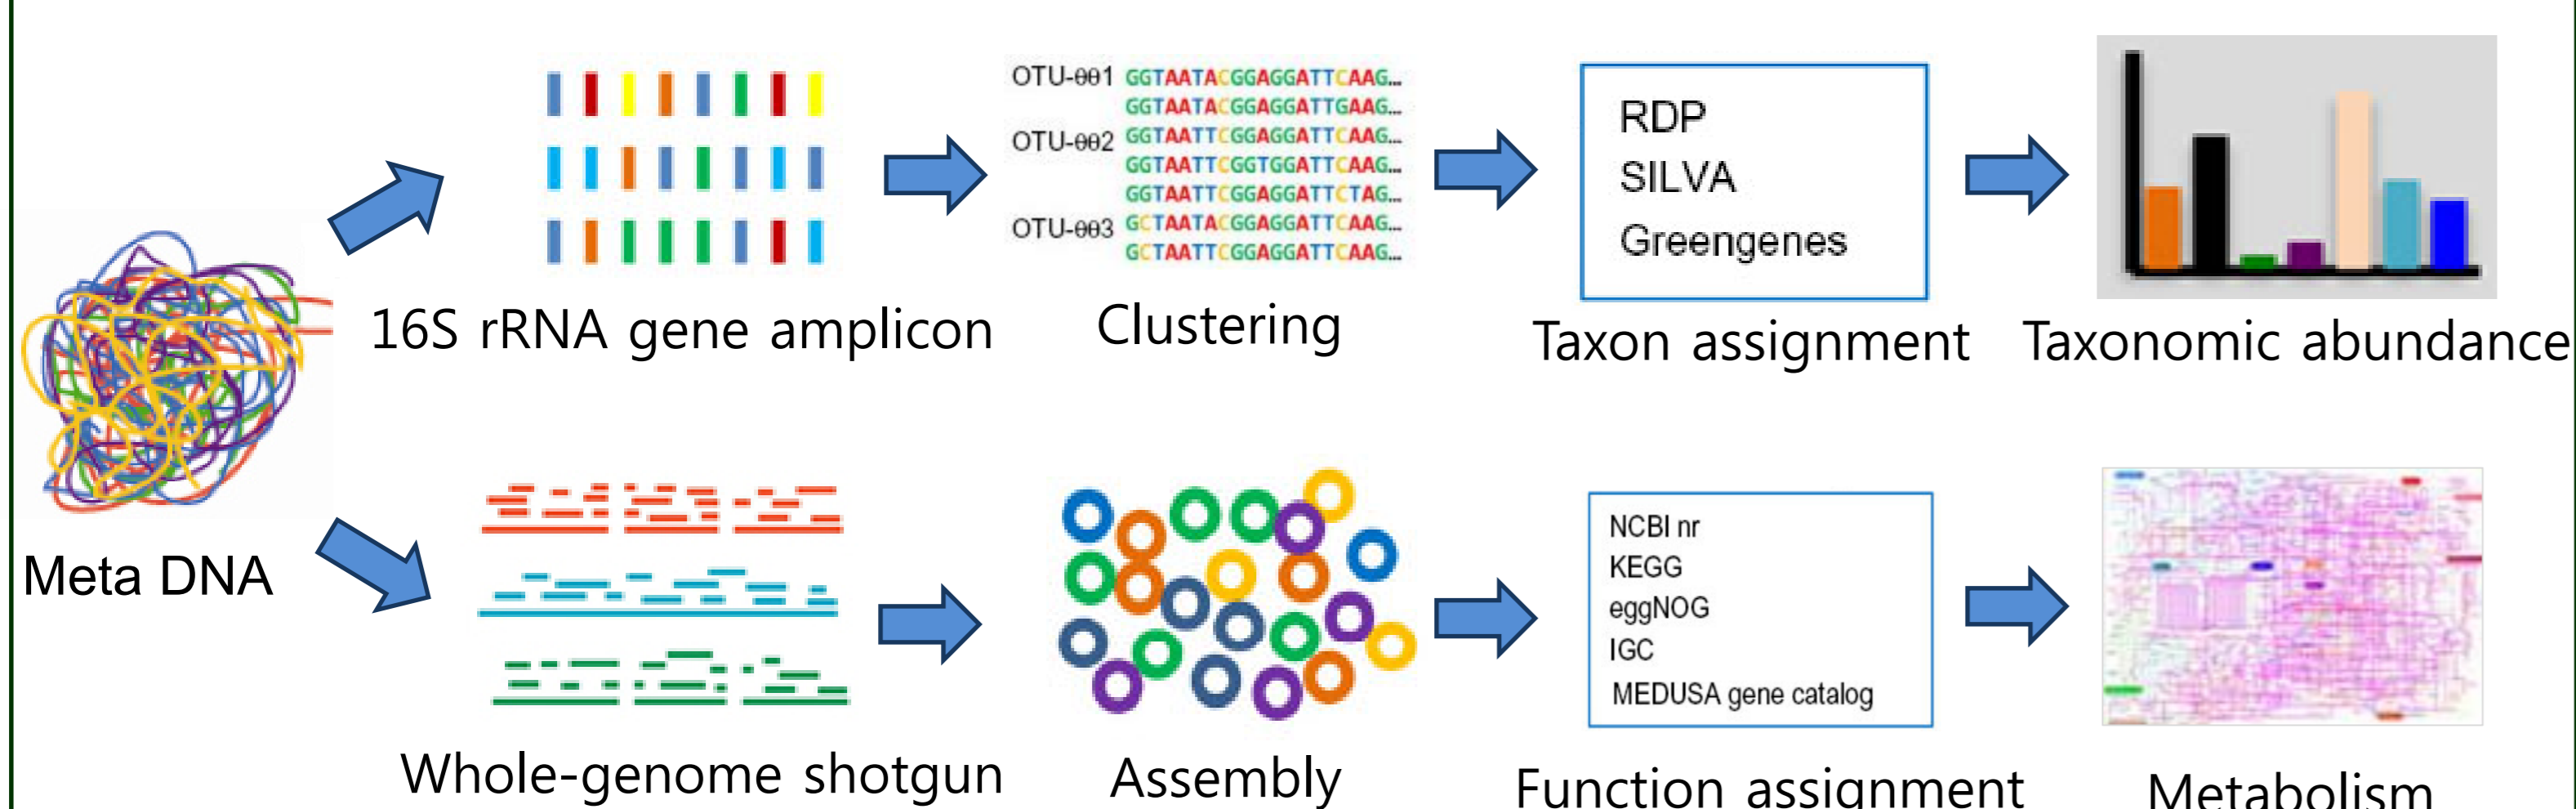 OTU-001 GGTAATACGGAGGATTCAAG...
GGTAATACGGAGGATTGAAG...
OTU-002 GGTAATTCGGAGGATTCAAG...
GGTAATTCGGTGGATTCAAG...
GGTAATTCGGAGGATTCTAG...
OTU-003 GCTAATACGGAGGATTCAAG...
GCTAATTCGGAGGATTCAAG...
RDP
SILVA
Greengenes
16S rRNA gene amplicon
Clustering
Taxon assignment
Taxonomic abundance
Meta DNA
NCBI nr
KEGG
eggNOG
IGC
MEDUSA gene catalog
Whole-genome shotgun
Assembly
Function assignment
Metabolism